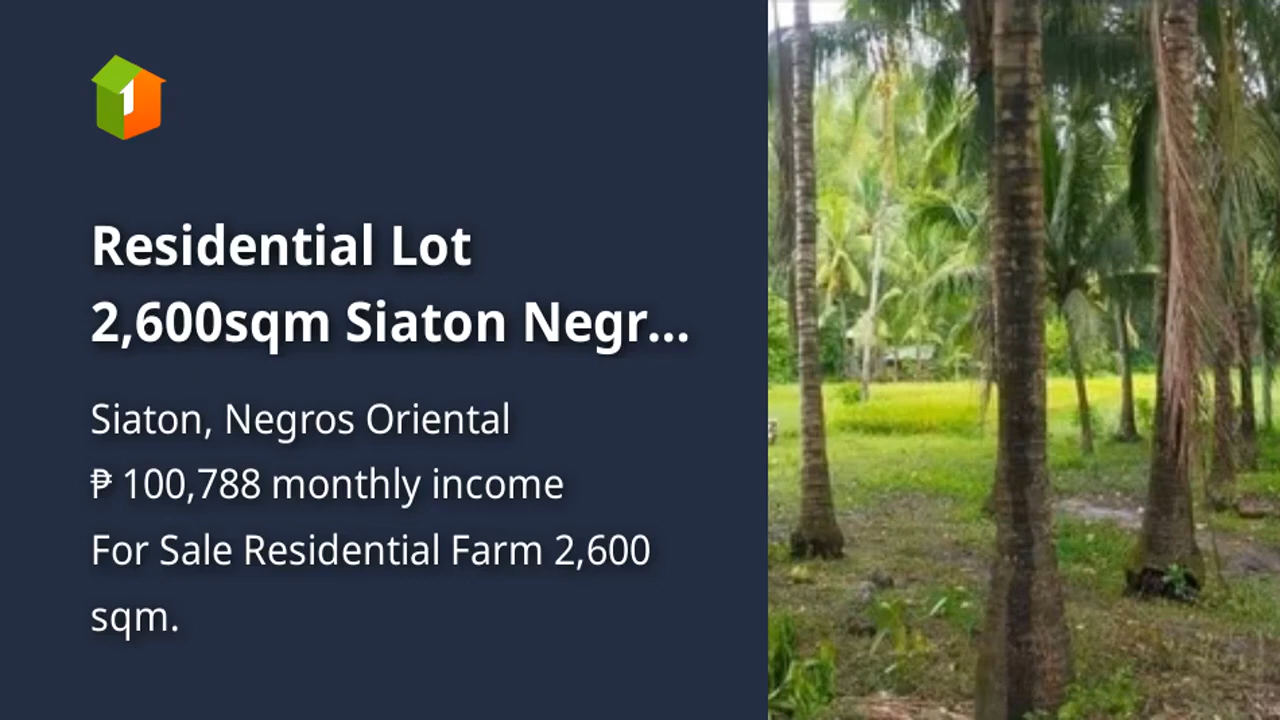 Residential Lot
2,600sqm Siaton Negr...
Siaton, Negros Oriental
₱ 100,788 monthly income
For Sale Residential Farm 2,600
sqm.